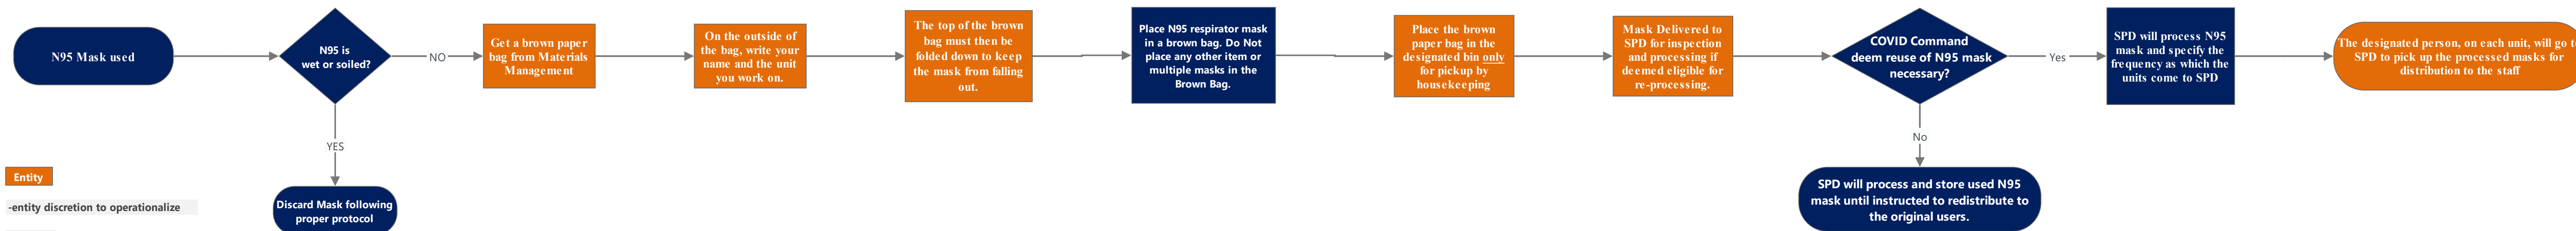 N95 Mask used
N95 is
wet or soiled?
NO
YES
Discard Mask following
proper protocol
Get a brown paper
bag from Materials
Management
On the outside of
the bag, write your
name and the unit
you work on.
The top of the brown
bag must then be
folded down to keep
the mask from falling
out.
Place N95 respirator mask
in a brown bag. Do Not
place any other item or
multiple masks in the
Brown Bag.
Place the brown
paper bag in the
designated bin only
for pickup by
housekeeping
Mask Delivered to
SPD for inspection
and processing if
deemed eligible for
re-processing.
COVID Command
deem reuse of N95 mask
necessary?
Yes
No
SPD will process and store used N95
mask until instructed to redistribute to
the original users.
SPD will process N95
mask and specify the
frequency as which the
units come to SPD
The designated person, on each unit, will go t
SPD to pick up the processed masks for
distribution to the staff
Entity
-entity discretion to operationalize